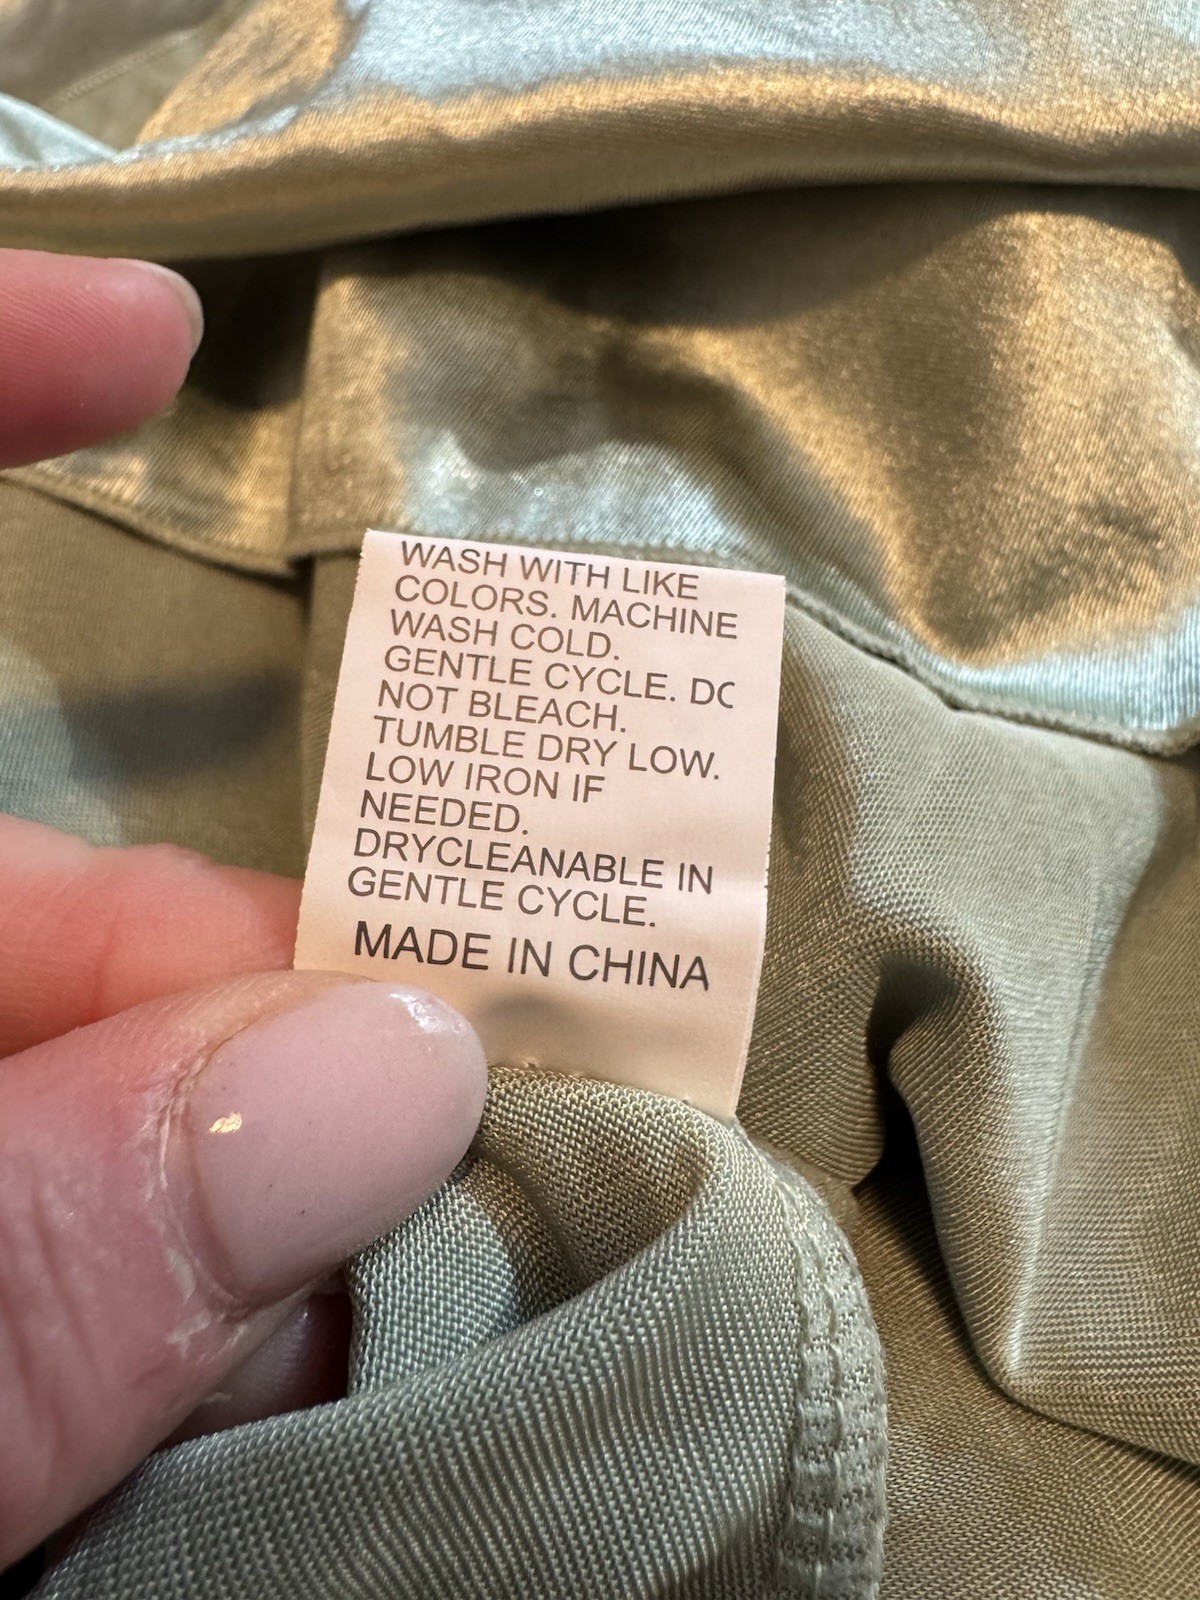 WASH WITH LIKE
COLORS. MACHINE
WASH COLD.
GENTLE CYCLE. DO
NOT BLEACH.
TUMBLE DRY LOW.
LOW IRON IF
NEEDED.
DRYCLEANABLE IN
GENTLE CYCLE.
MADE IN CHINA